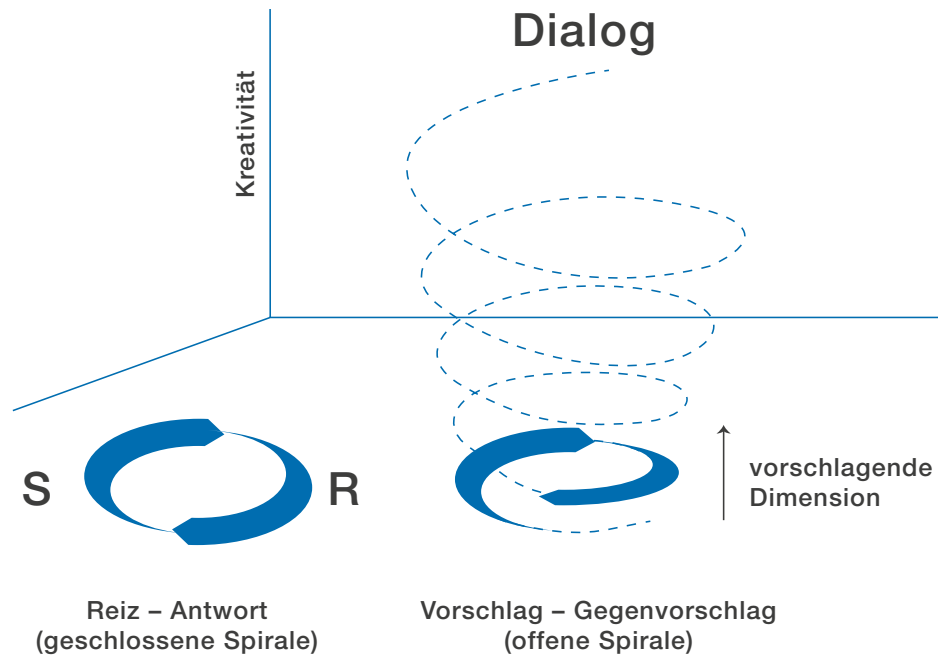 Dialog
Kreativität
S
R
vorschlagende
Dimension
Reiz – Antwort
(geschlossene Spirale)
Vorschlag – Gegenvorschlag
(offene Spirale)